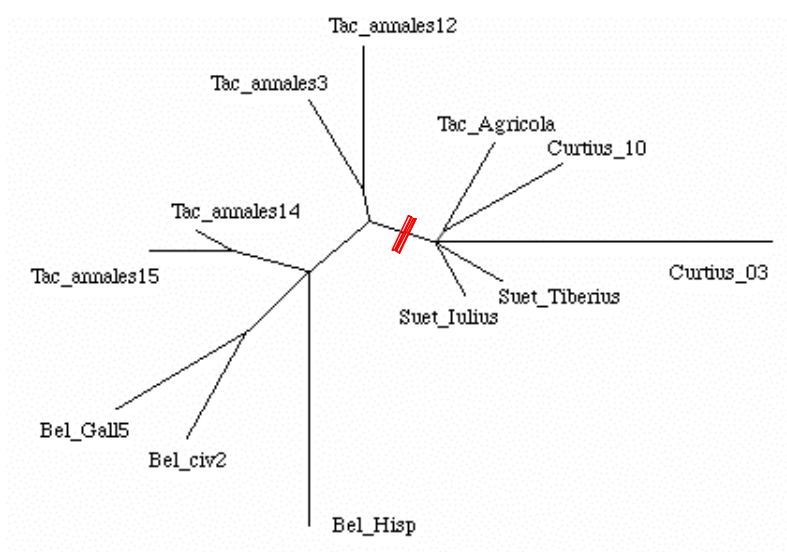 Tac_annales12
Tac_annales3
Tac_Agricola
Curtius_10
Tac_annales14
Tac_annales15
Curtius_03
Suet_Tiberius
Suet_Iulius
Bel_Gall5
Bel_civ2
Bel_Hisp